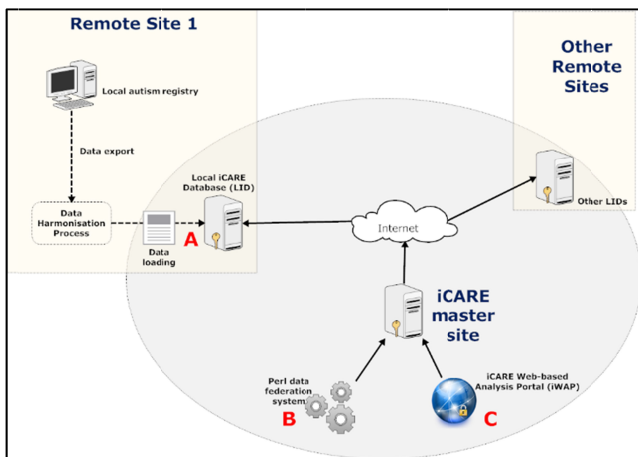 Remote Site 1
Local autism registry
Data export
Data
Harmonisation
Process
Data
loading
A
Local iCARE
Database (LID)
Other
Remote
Sites
Other LIDs
Internet
iCARE
master
site
Perl data
federation
system
B
iCARE Web-based
Analysis Portal (iWAP)
C